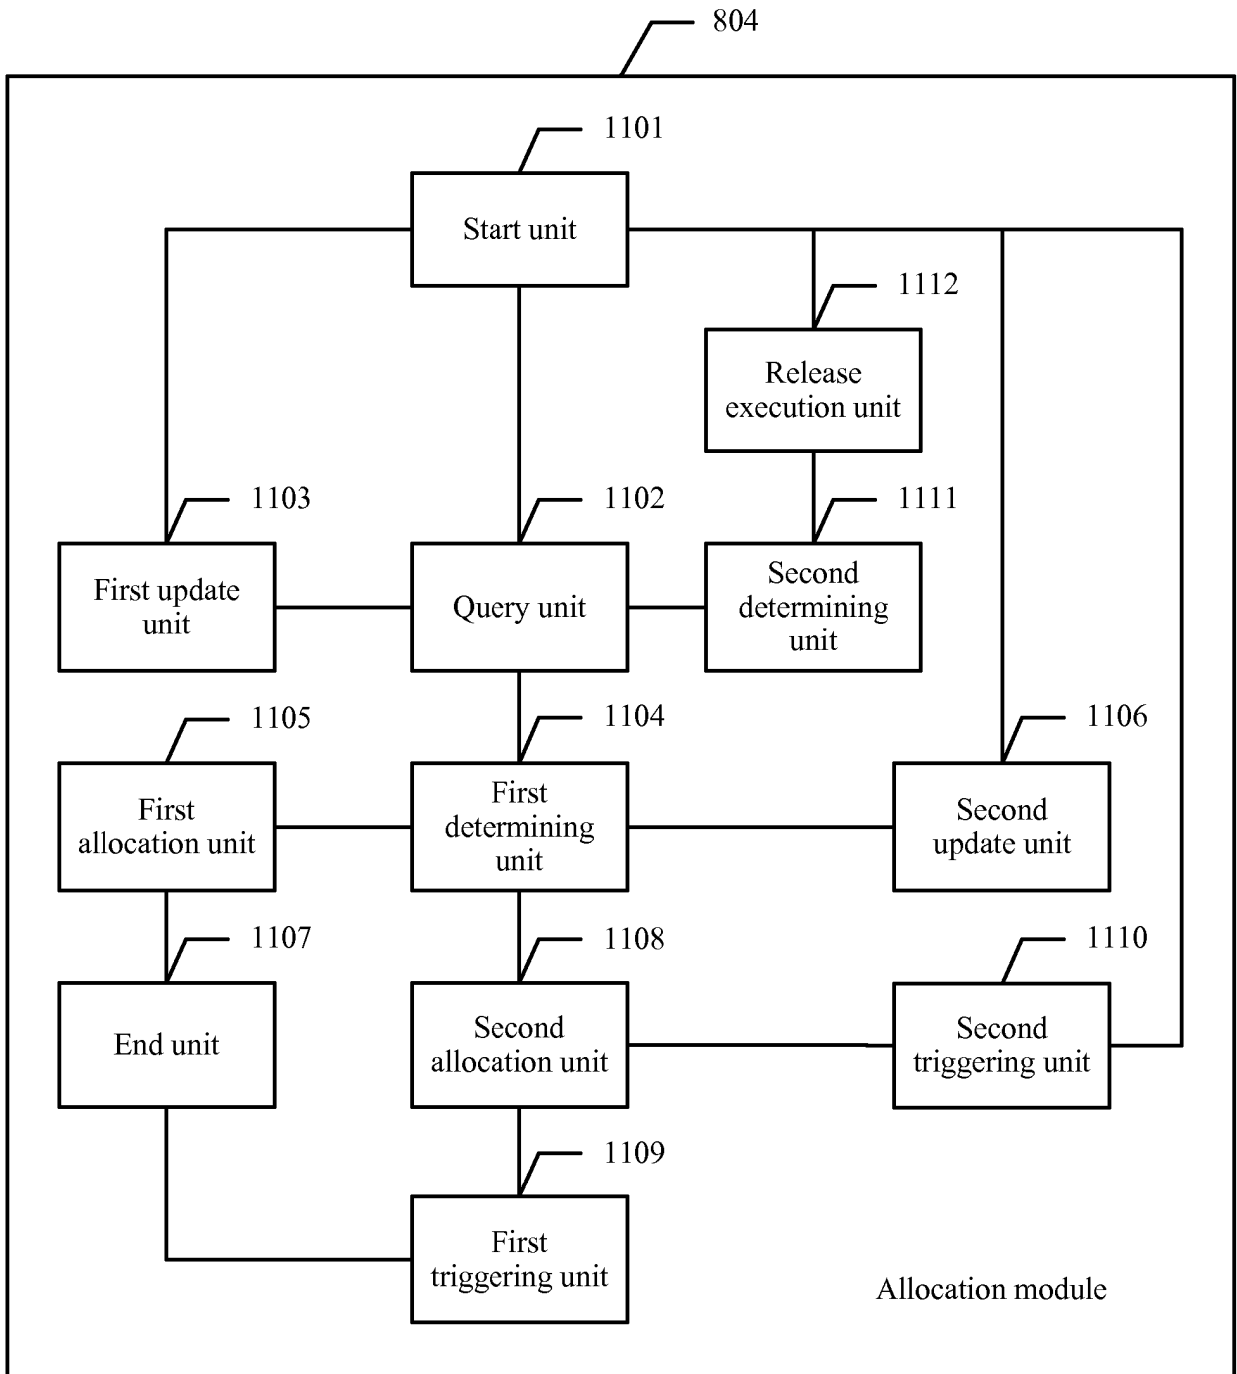 804
1101
Start unit
1112
Release
execution unit
1103
1102
1111
First update
unit
Query unit
Second
determining
unit
1105
1104
1106
First
allocation unit
First
determining
unit
Second
update unit
1107
1108
1110
End unit
Second
allocation unit
Second
triggering unit
1109
First
triggering unit
Allocation module